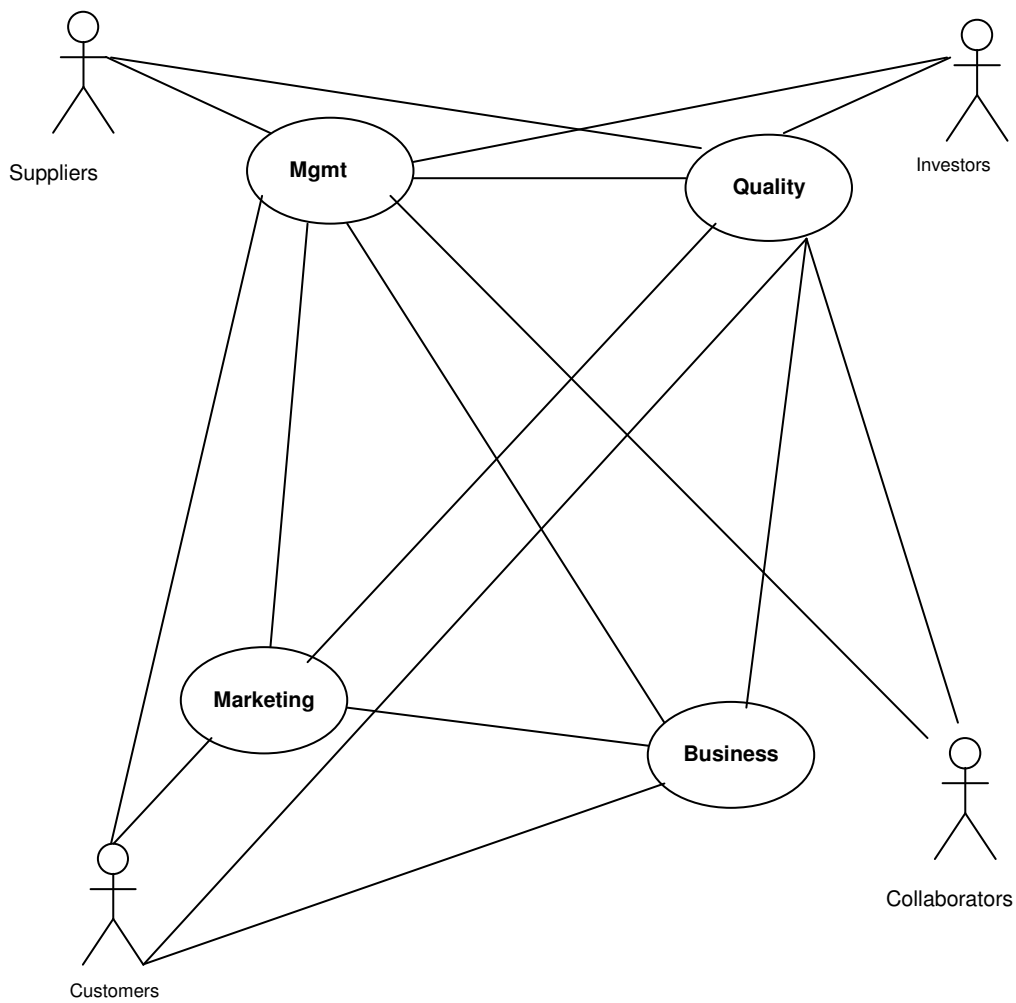 Suppliers
Investors
Mgmt
Quality
Marketing
Business
Collaborators
Customers